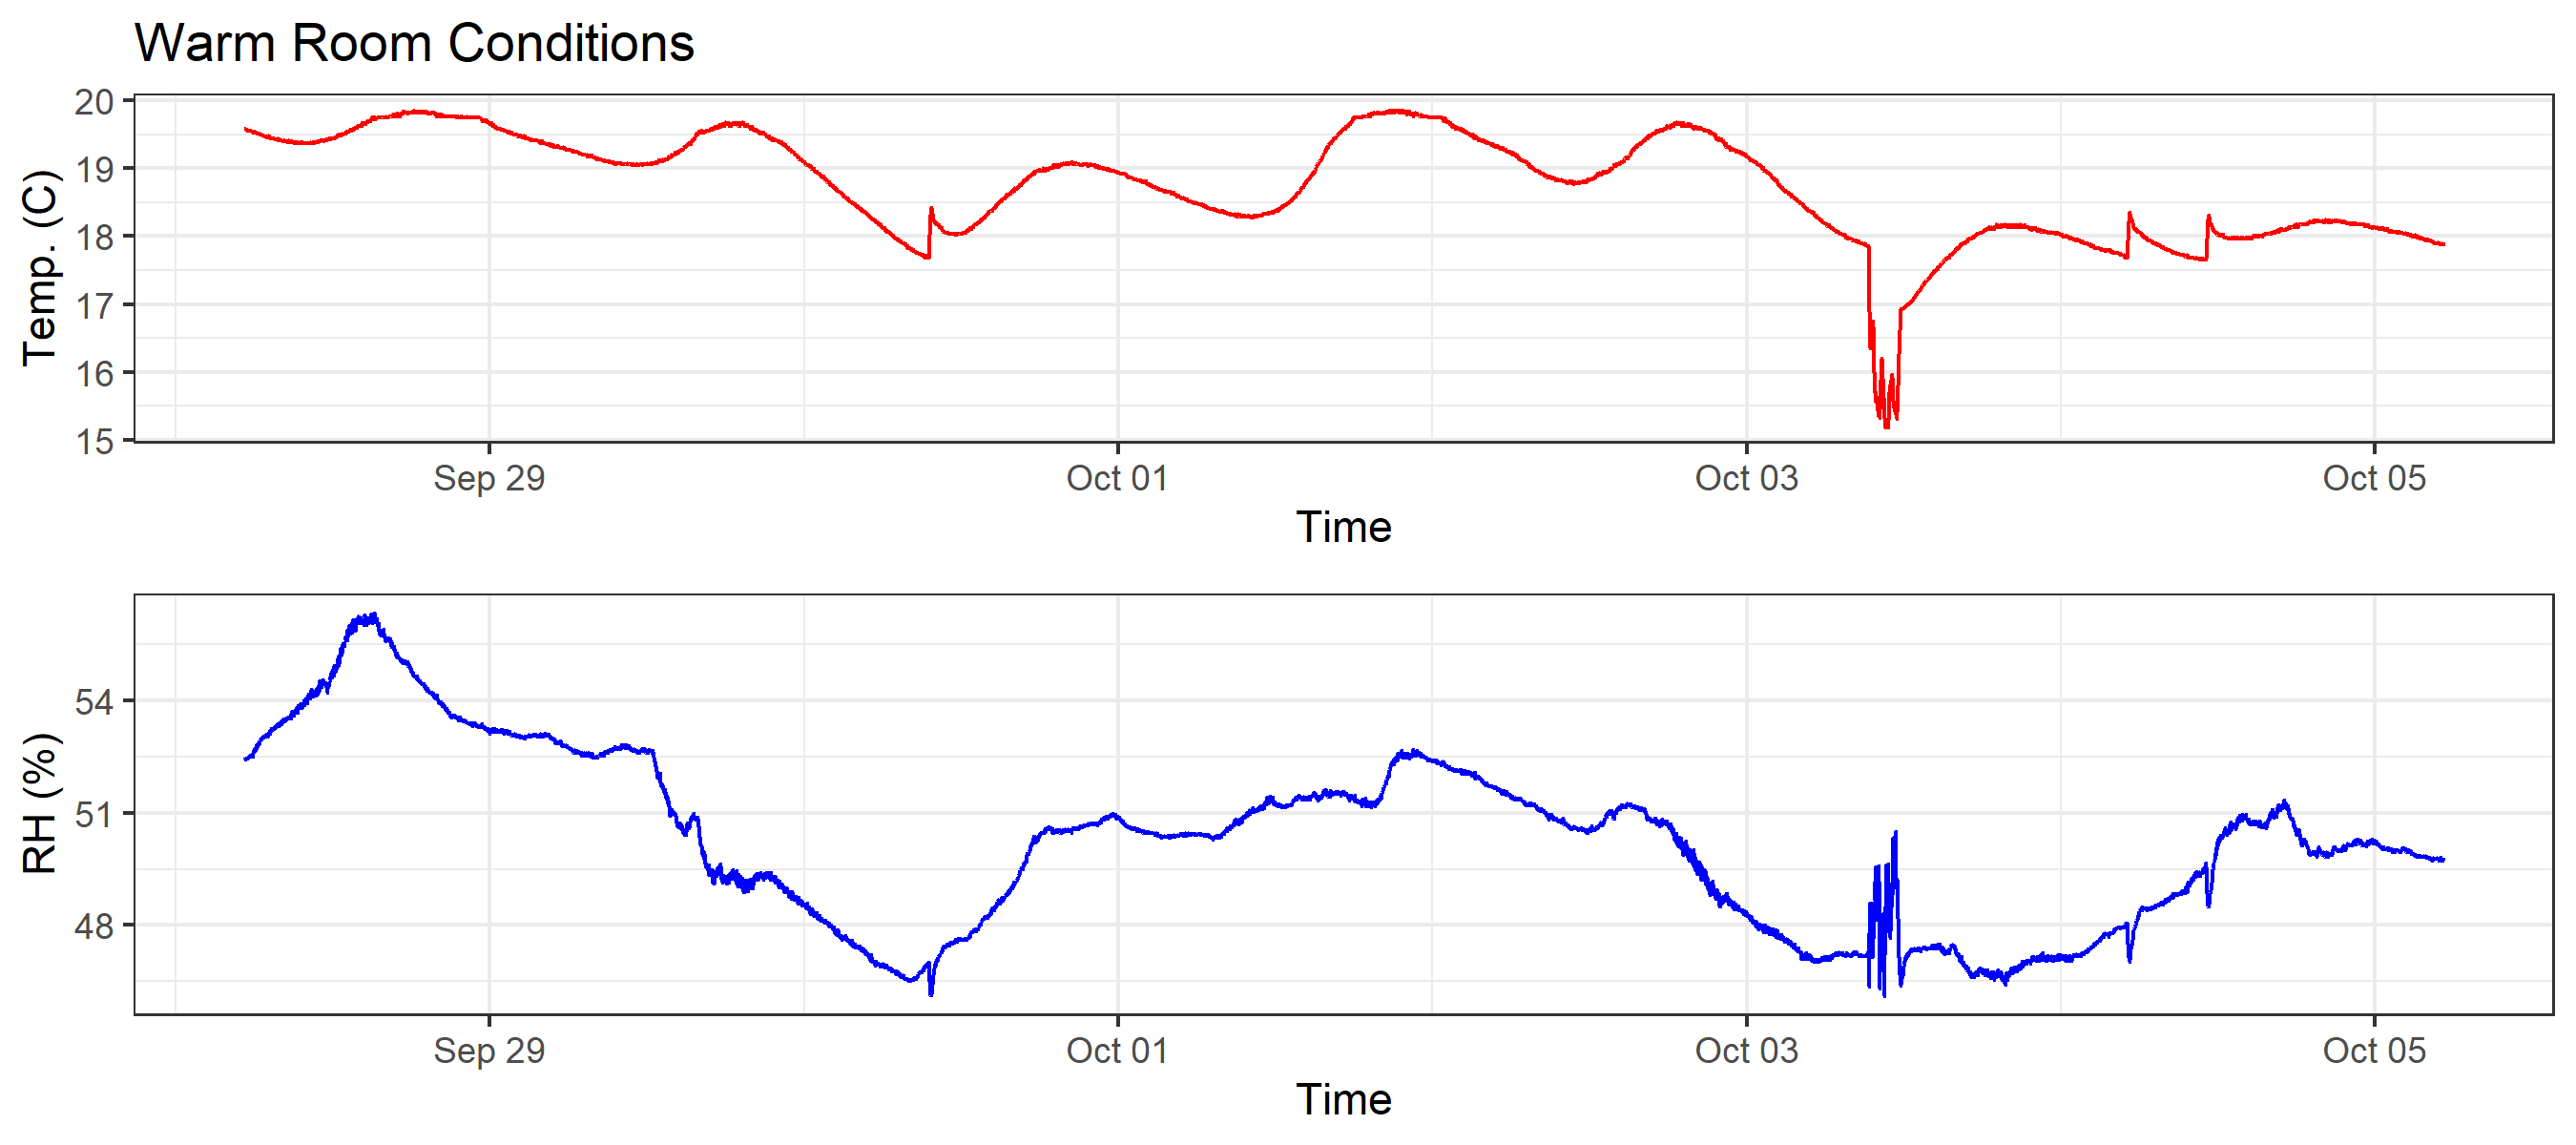 Warm Room Conditions
Temp. (C)
20
19
18
17
16
15
Sep 29 Oct 01 Oct 03 Oct 05
Time
RH (%)
54
51
48
Sep 29 Oct 01 Oct 03 Oct 05
Time